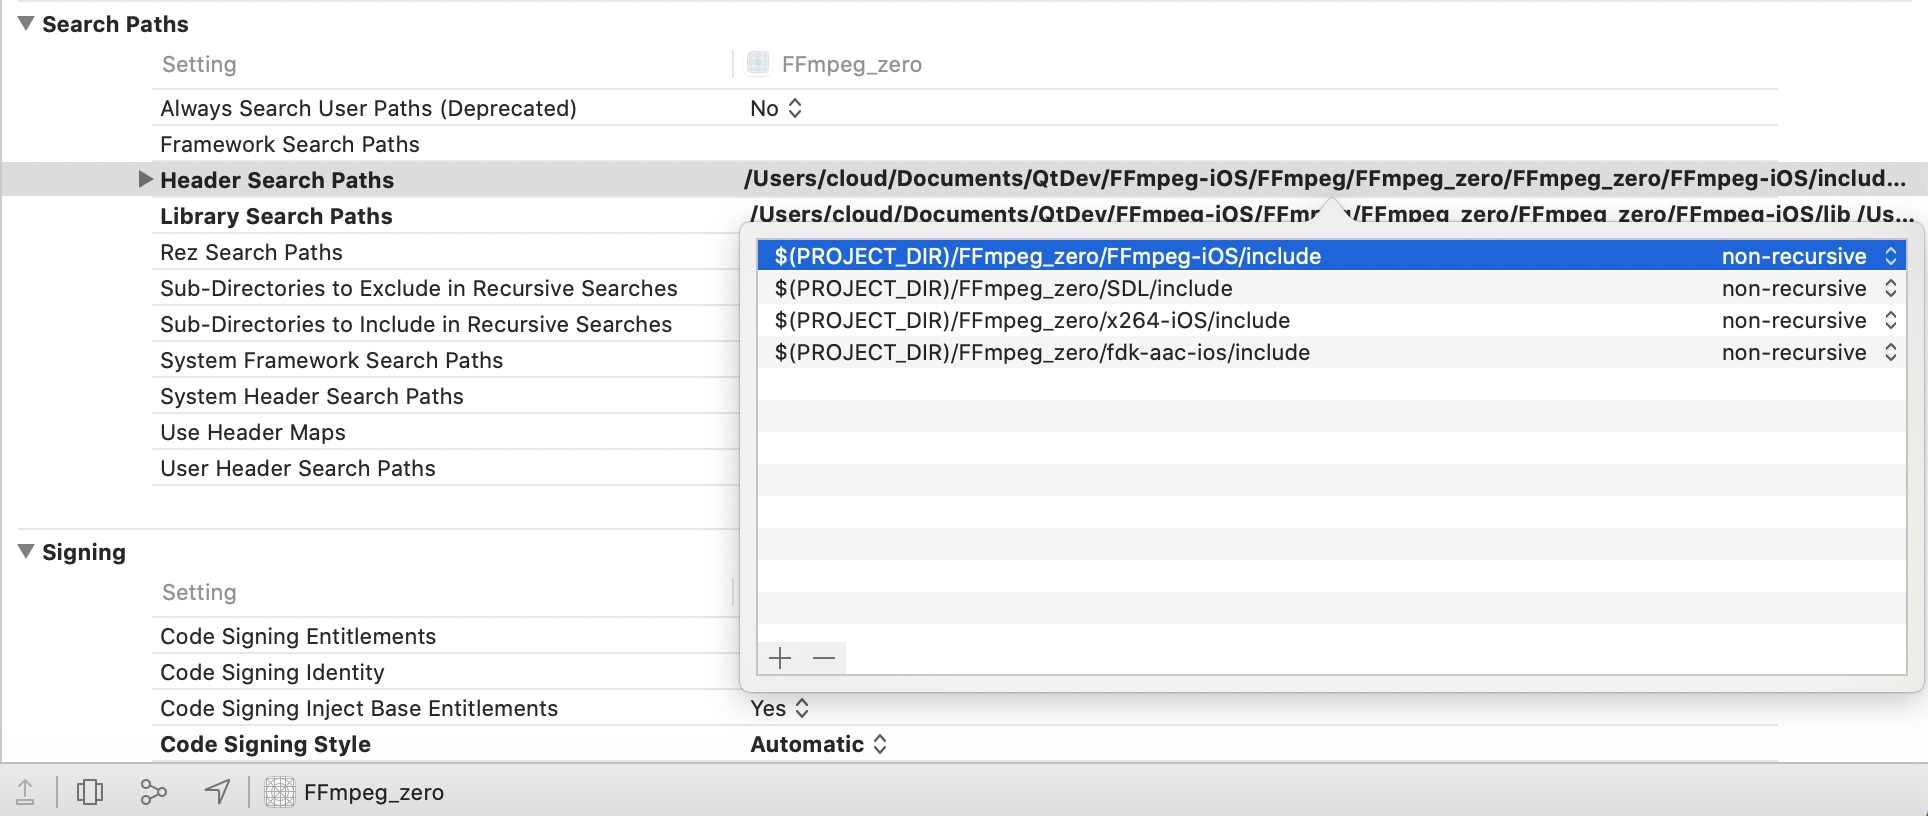 Search Paths
Setting FFmpeg_zero
Always Search User Paths (Deprecated) No
Framework Search Paths
Header Search Paths /Users/cloud/Documents/QtDev/FFmpeg-iOS/FFmpeg/FFmpeg_zero/FFmpeg_zero/FFmpeg-iOS/includ...
Library Search Paths /Users/cloud/Documents/QtDev/FFmpeg-iOS/FFmpeg/FFmpeg_zero/FFmpeg_zero/FFmpeg-iOS/lib /Us...
Rez Search Paths
Sub-Directories to Exclude in Recursive Searches
Sub-Directories to Include in Recursive Searches
System Framework Search Paths
System Header Search Paths
Use Header Maps
User Header Search Paths
$(PROJECT_DIR)/FFmpeg_zero/FFmpeg-iOS/include non-recursive
$(PROJECT_DIR)/FFmpeg_zero/SDL/include non-recursive
$(PROJECT_DIR)/FFmpeg_zero/x264-iOS/include non-recursive
$(PROJECT_DIR)/FFmpeg_zero/fdk-aac-ios/include non-recursive
Signing
Setting
Code Signing Entitlements
Code Signing Identity
Code Signing Inject Base Entitlements Yes
Code Signing Style Automatic
FFmpeg_zero